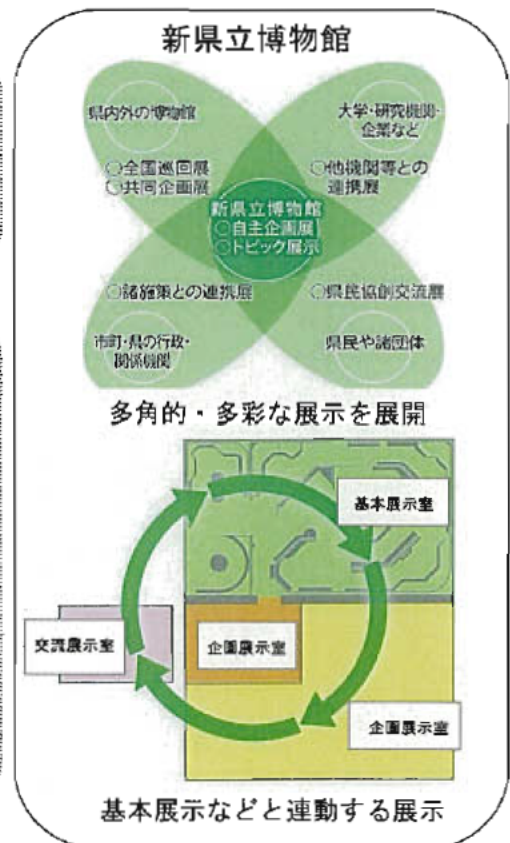 新県立博物館
県内外の博物館
大学・研究機関・
企業など
○全国巡回展
○共同企画展
○他機関等との
連携展
新県立博物館
○自主企画展
○トピック展示
○諸施策との連携展
○県民協創交流展
市町・県の行政・
関係機関
県民や諸団体
多角的・多彩な展示を展開
基本展示室
交流展示室
企画展示室
企画展示室
基本展示などと連動する展示